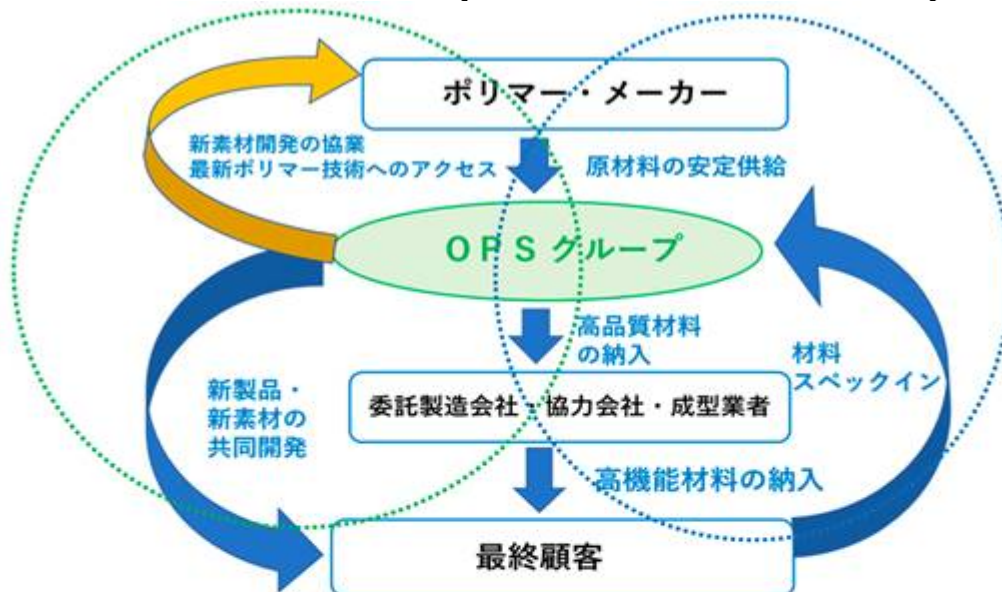 ポリマー・メーカー
新素材開発の協業
最新ポリマー技術へのアクセス
原材料の安定供給
ＯＰＳグループ
高品質材料
の納入
材料
スペックイン
新製品・
新素材の
共同開発
委託製造会社・協力会社・成型業者
高機能材料の納入
最終顧客